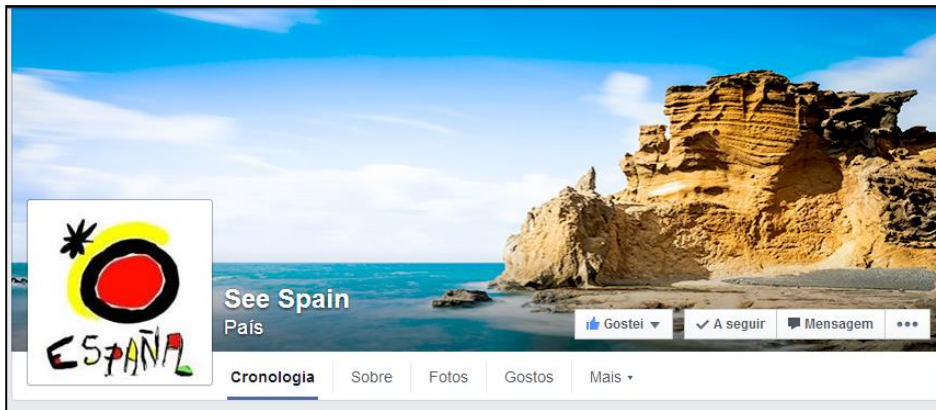 ESPAÑA
See Spain
País
Gostei
A seguir
Mensagem
Cronologia
Sobre
Fotos
Gostos
Mais